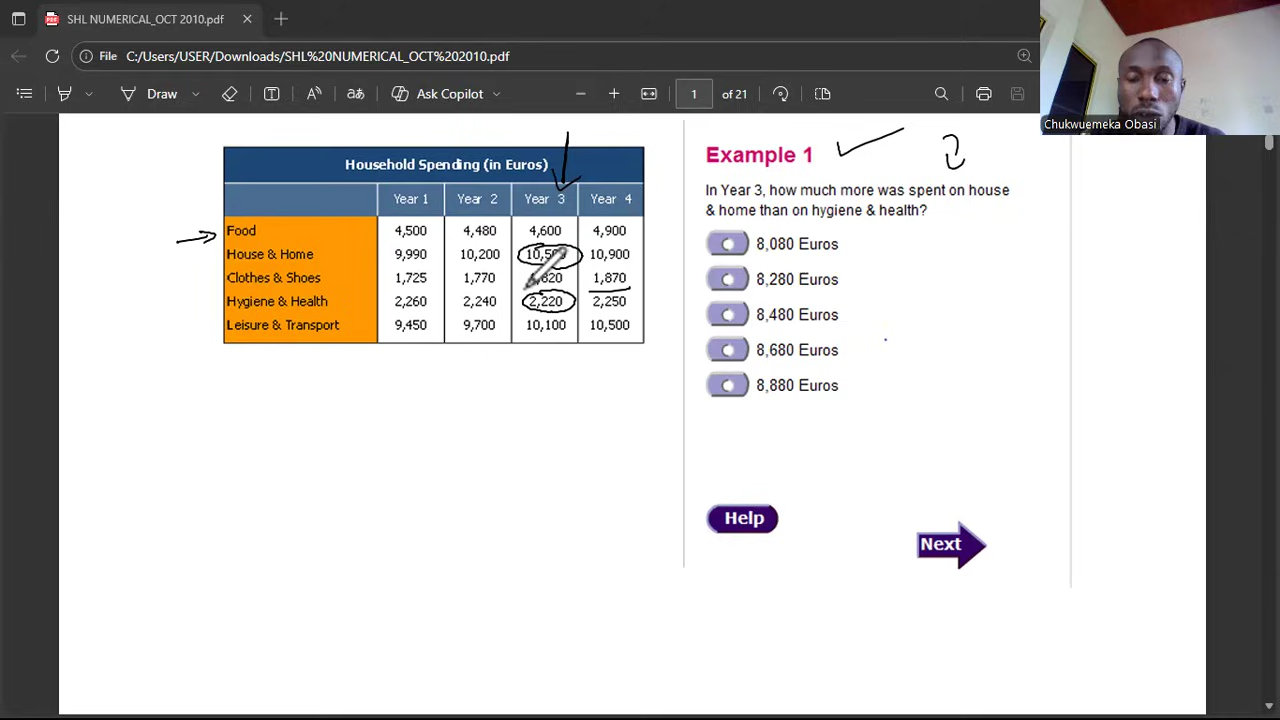 SHL NUMERICAL_OCT 2010.pdf
File C:/Users/USER/Downloads/SHL%20NUMERICAL_OCT%202010.pdf
Draw Ask Copilot 1 of 21
Chukwuemeka Obasi
Household Spending (in Euros)
Year 1 Year 2 Year 3 Year 4
Food 4,500 4,480 4,600 4,900
House & Home 9,990 10,200 10,900
Clothes & Shoes 1,725 1,770 1,870
Hygiene & Health 2,260 2,240 2,220 2,250
Leisure & Transport 9,450 9,700 10,100 10,500
Example 1
In Year 3, how much more was spent on house
& home than on hygiene & health?
8,080 Euros
8,280 Euros
8,480 Euros
8,680 Euros
8,880 Euros
Help
Next